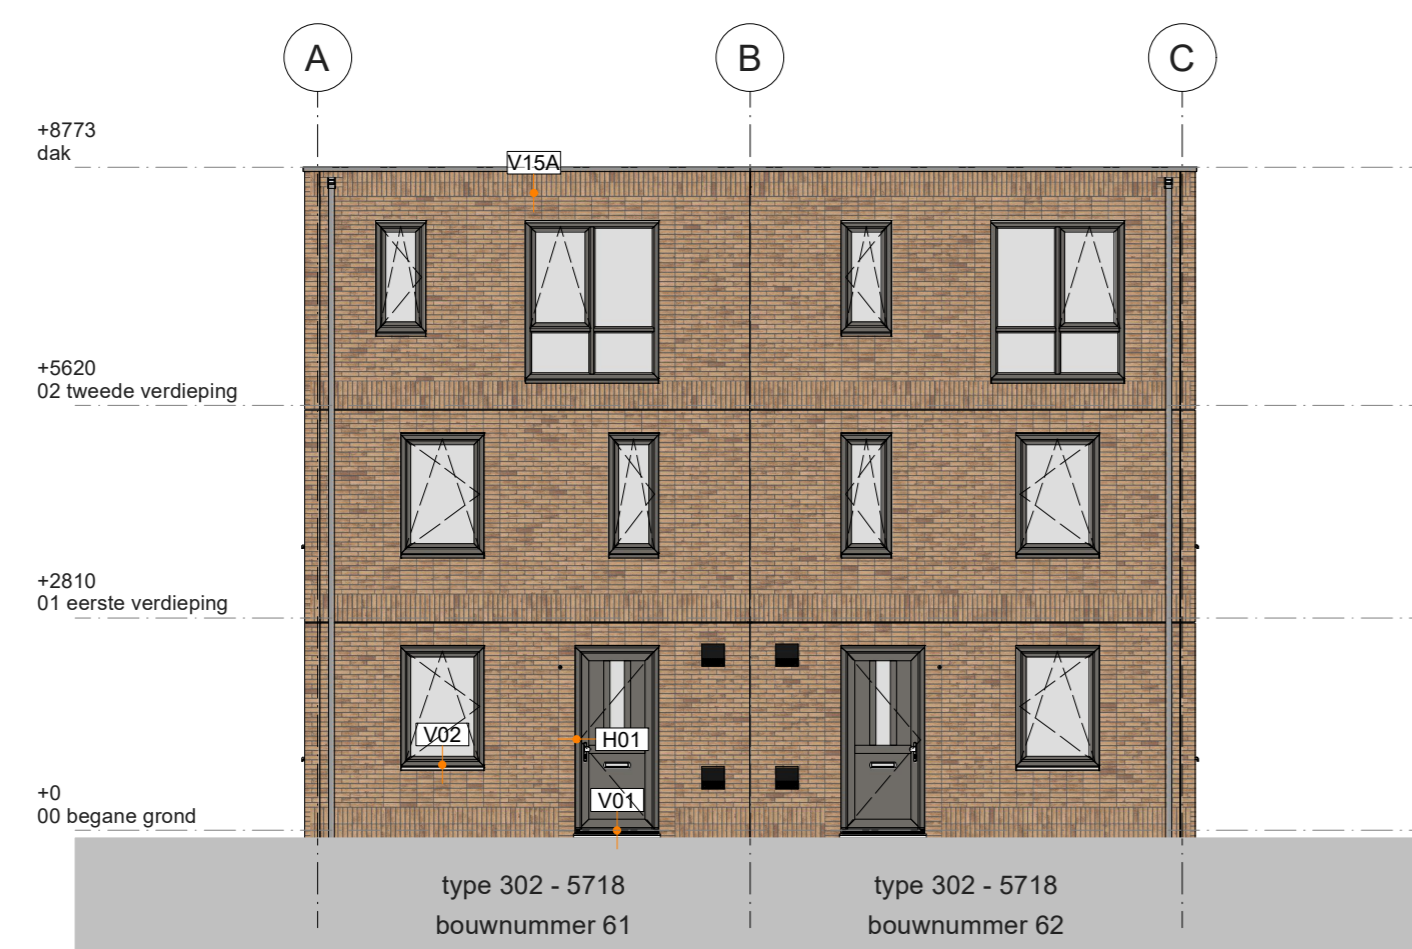 A
B
C
+8773
dak
V15A
+5620
02 tweede verdieping
+2810
01 eerste verdieping
V02
H01
V01
+0
00 begane grond
type 302 - 5718
bouwnummer 61
type 302 - 5718
bouwnummer 62